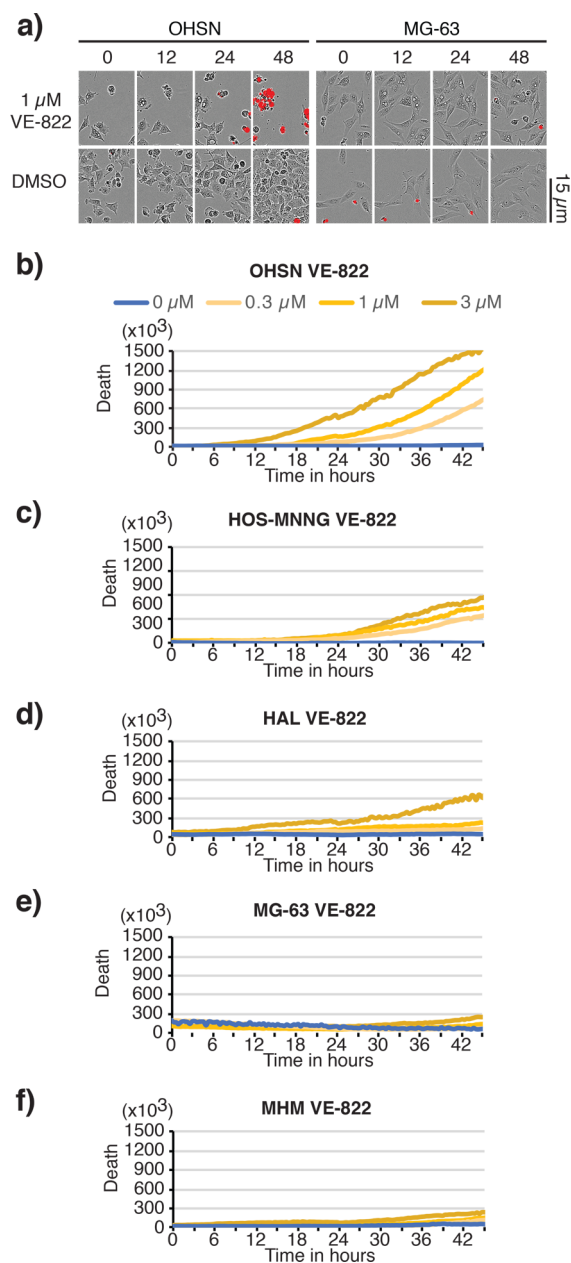 a)
OHSN MG-63
0 12 24 48 0 12 24 48
1 µM
VE-822
DMSO
15 µm
b)
OHSN VE-822
0 µM 0.3 µM 1 µM 3 µM
(x10³)
Death
1500
1200
900
600
300
0
0 6 12 18 24 30 36 42
Time in hours
c)
HOS-MNNG VE-822
(x10³)
Death
1500
1200
900
600
300
0
0 6 12 18 24 30 36 42
Time in hours
d)
HAL VE-822
(x10³)
Death
1500
1200
900
600
300
0
0 6 12 18 24 30 36 42
Time in hours
e)
MG-63 VE-822
(x10³)
Death
1500
1200
900
600
300
0
0 6 12 18 24 30 36 42
Time in hours
f)
MHM VE-822
(x10³)
Death
1500
1200
900
600
300
0
0 6 12 18 24 30 36 42
Time in hours